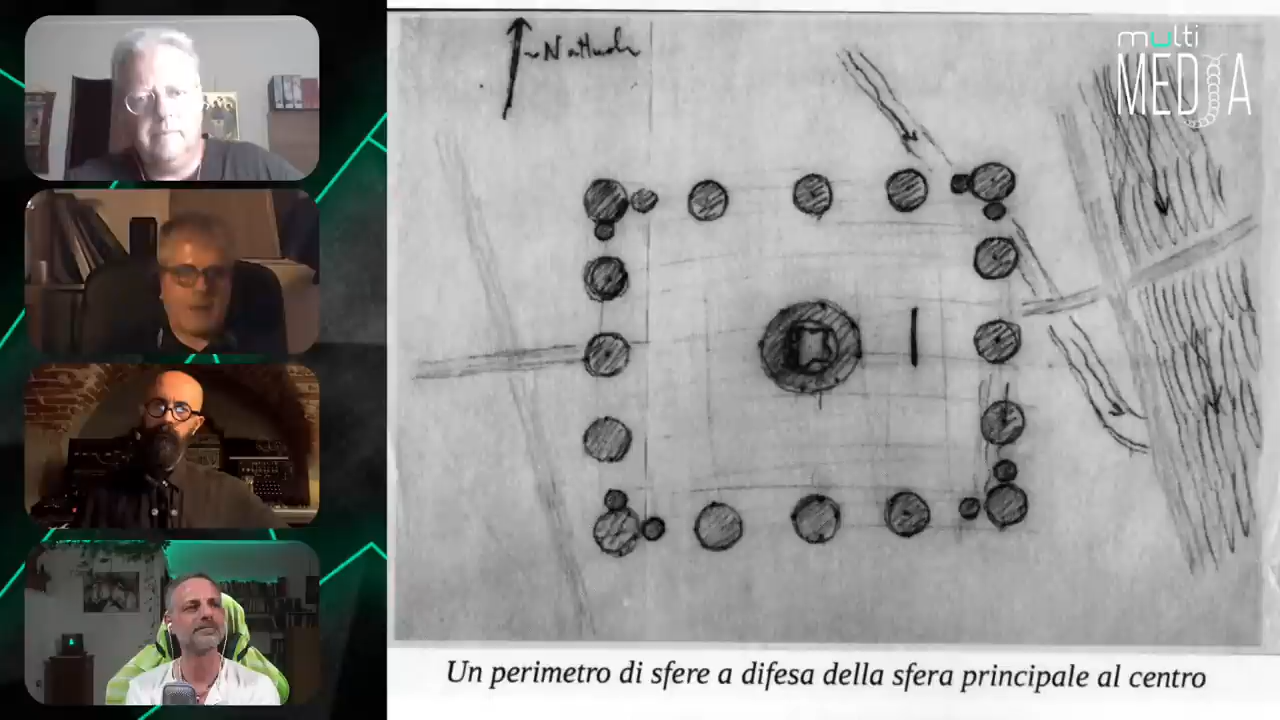 multi
MEDIA
Un perimetro di sfere a difesa della sfera principale al centro